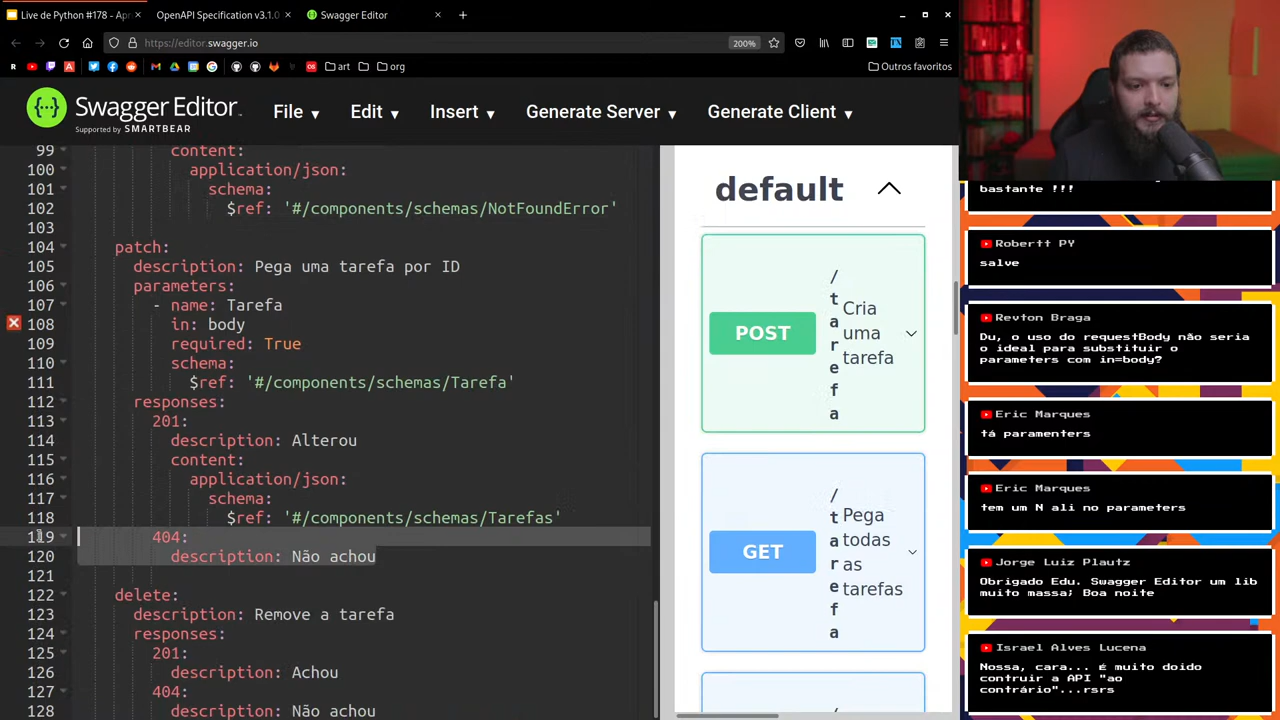 Live de Python #178 - Apr
OpenAPI Specification v3.1.0
Swagger Editor
https://editor.swagger.io
200%
art
org
Outros favoritos
Swagger Editor
Supported by SMARTBEAR
File
Edit
Insert
Generate Server
Generate Client
99 content:
100 application/json:
101 schema:
102 $ref: '#/components/schemas/NotFoundError'
103
104 patch:
105 description: Pega uma tarefa por ID
106 parameters:
107 - name: Tarefa
108 in: body
109 required: True
110 schema:
111 $ref: '#/components/schemas/Tarefa'
112 responses:
113 201:
114 description: Alterou
115 content:
116 application/json:
117 schema:
118 $ref: '#/components/schemas/Tarefas'
119 404:
120 description: Não achou
121
122 delete:
123 description: Remove a tarefa
124 responses:
125 201:
126 description: Achou
127 404:
128 description: Não achou
default
POST
/tarefa
Cria
uma
tarefa
GET
/tarefa
Pega
todas
as
tarefas
/
bastante !!!
Robertt PY
salve
Revton Braga
Du, o uso do requestBody não seria
o ideal para substituir o
parameters com in=body?
Eric Marques
tá paramenters
Eric Marques
tem um N ali no parameters
Jorge Luiz Plautz
Obrigado Edu. Swagger Editor um lib
muito massa; Boa noite
Israel Alves Lucena
Nossa, cara... é muito doido
contruir a API "ao
contrário"...rsrs